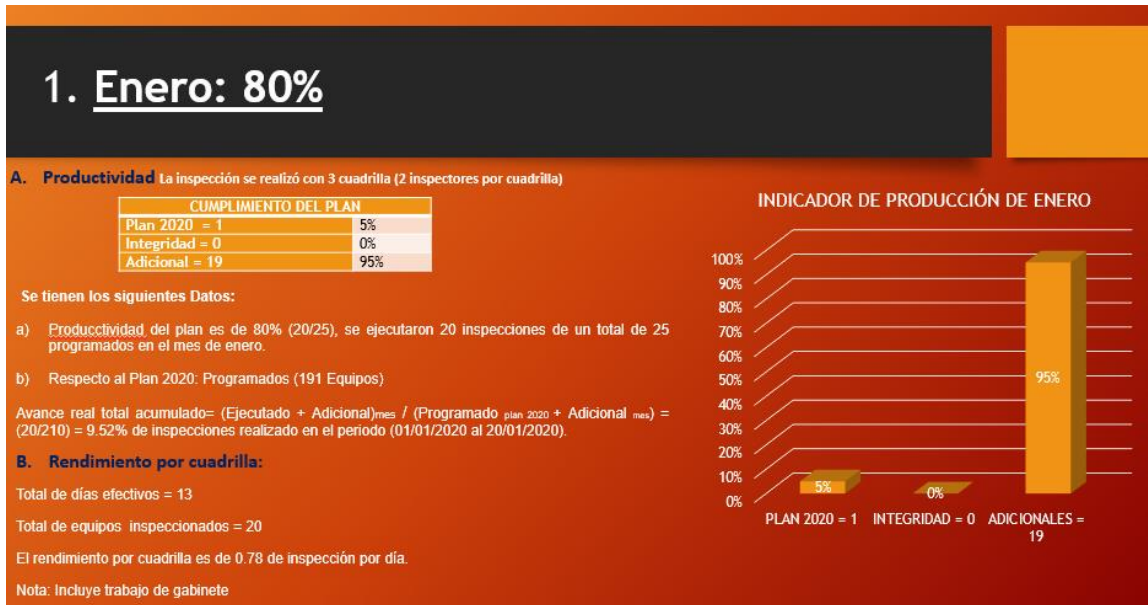 1. Enero: 80%
A. Productividad La inspección se realizó con 3 cuadrilla (2 inspectores por cuadrilla)
CUMPLIMIENTO DEL PLAN
Plan 2020 = 1 5%
Integridad = 0 0%
Adicional = 19 95%
Se tienen los siguientes Datos:
a) Producctividad del plan es de 80% (20/25), se ejecutaron 20 inspecciones de un total de 25
programados en el mes de enero.
b) Respecto al Plan 2020: Programados (191 Equipos)
Avance real total acumulado= (Ejecutado + Adicional)mes / (Programado plan 2020 + Adicional mes) =
(20/210) = 9.52% de inspecciones realizado en el periodo (01/01/2020 al 20/01/2020).
B. Rendimiento por cuadrilla:
Total de días efectivos = 13
Total de equipos inspeccionados = 20
El rendimiento por cuadrilla es de 0.78 de inspección por día.
Nota: Incluye trabajo de gabinete
INDICADOR DE PRODUCCIÓN DE ENERO
100%
90%
80%
70%
60%
50%
40%
30%
20%
10%
0%
5%
0%
95%
PLAN 2020 = 1 INTEGRIDAD = 0 ADICIONALES =
19